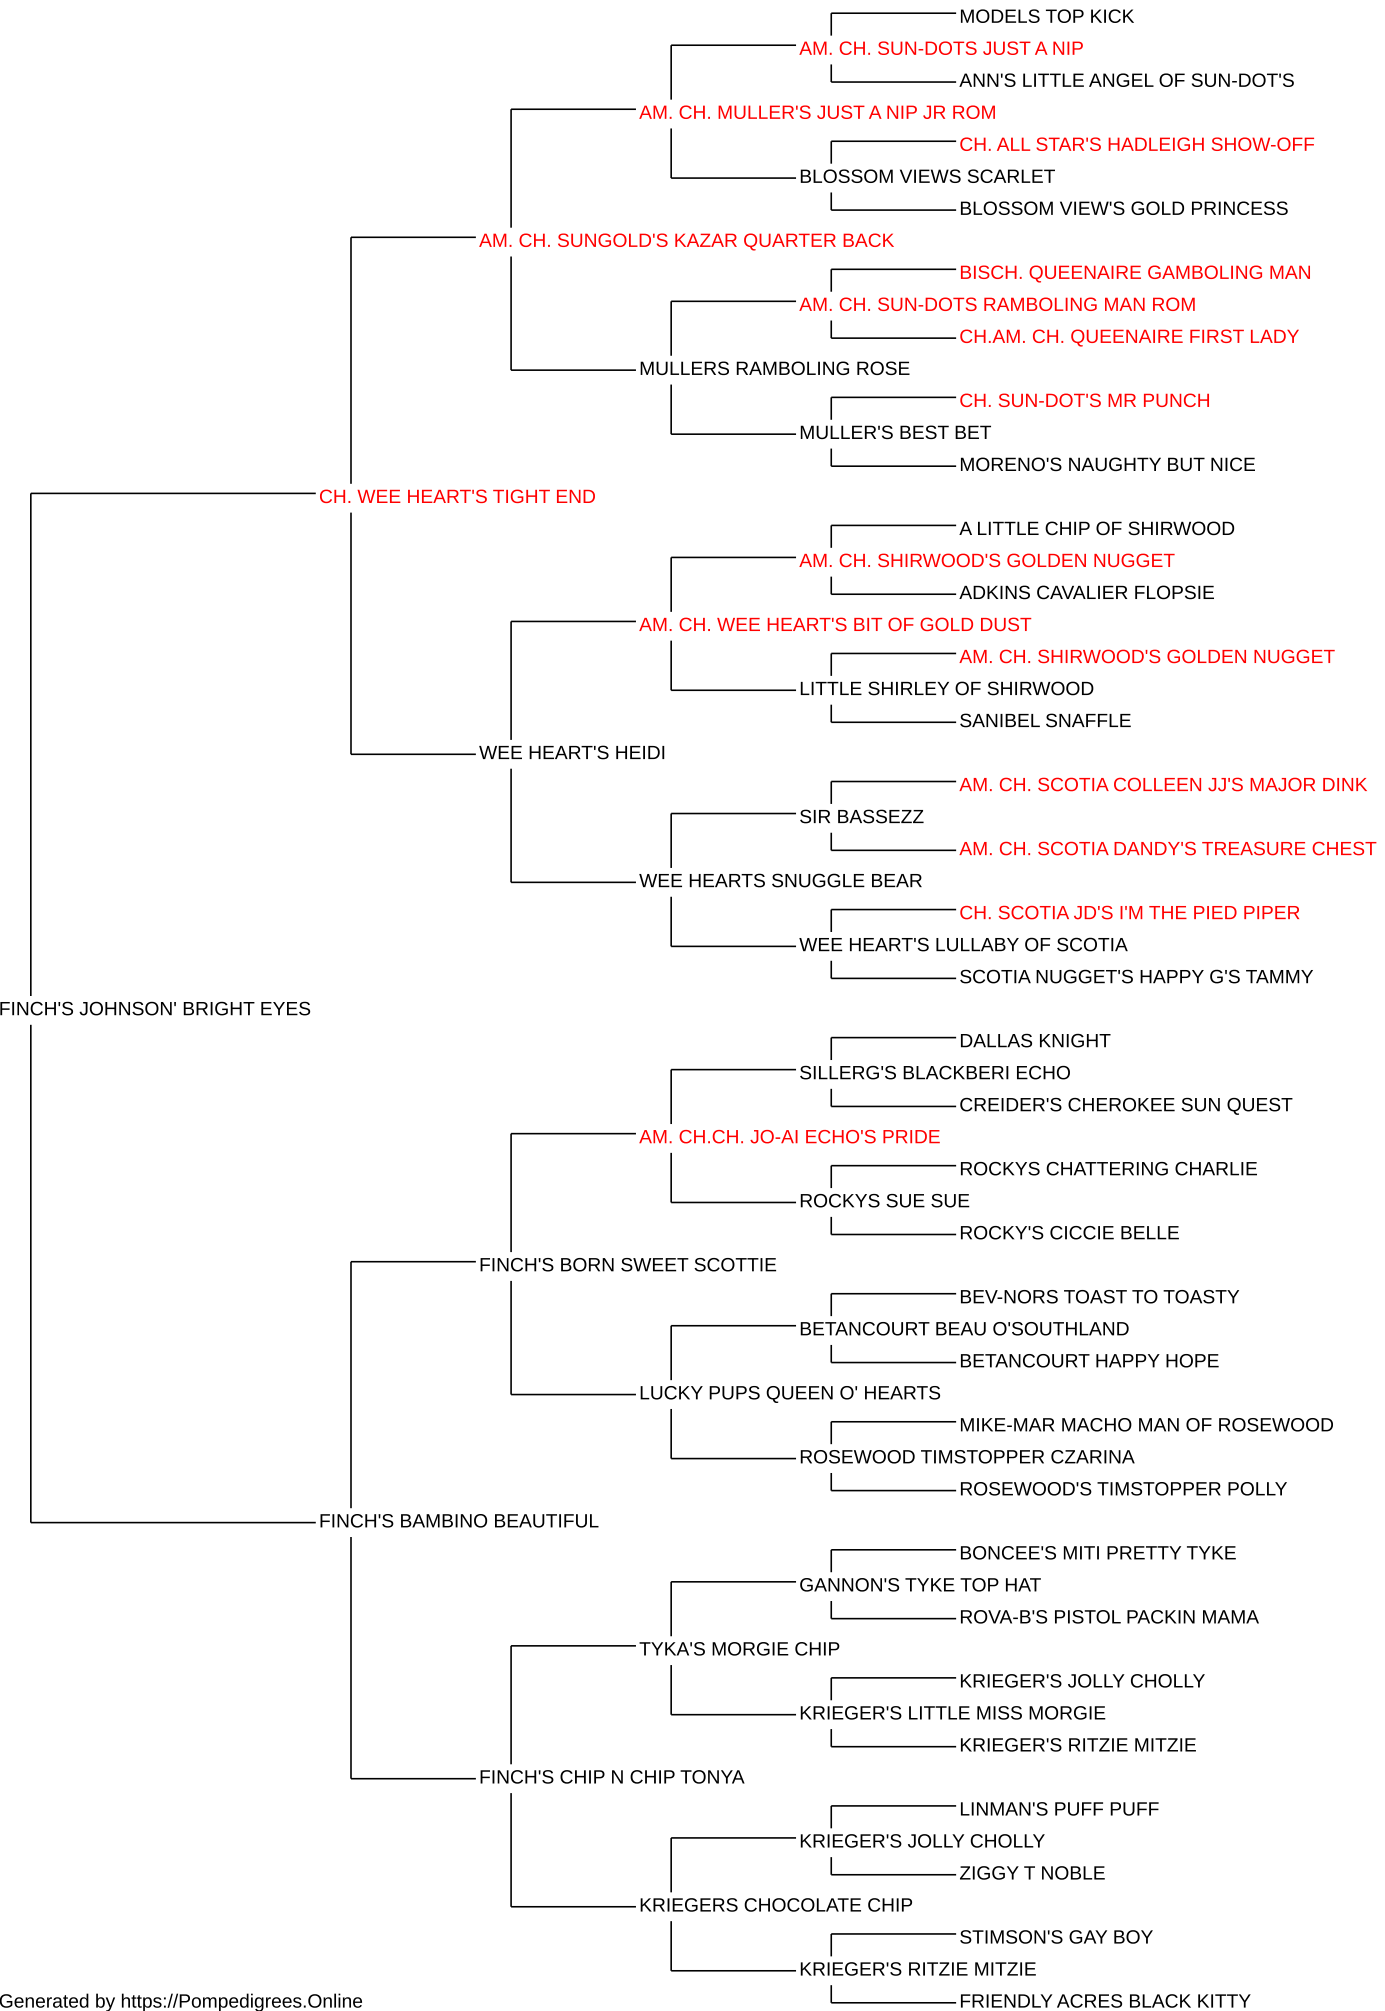 MODELS TOP KICK
AM. CH. SUN-DOTS JUST A NIP
ANN'S LITTLE ANGEL OF SUN-DOT'S
AM. CH. MULLER'S JUST A NIP JR ROM
CH. ALL STAR'S HADLEIGH SHOW-OFF
BLOSSOM VIEWS SCARLET
BLOSSOM VIEW'S GOLD PRINCESS
AM. CH. SUNGOLD'S KAZAR QUARTER BACK
BISCH. QUEENAIRE GAMBOLING MAN
AM. CH. SUN-DOTS RAMBOLING MAN ROM
CH.AM. CH. QUEENAIRE FIRST LADY
MULLERS RAMBOLING ROSE
CH. SUN-DOT'S MR PUNCH
MULLER'S BEST BET
MORENO'S NAUGHTY BUT NICE
CH. WEE HEART'S TIGHT END
A LITTLE CHIP OF SHIRWOOD
AM. CH. SHIRWOOD'S GOLDEN NUGGET
ADKINS CAVALIER FLOPSIE
AM. CH. WEE HEART'S BIT OF GOLD DUST
AM. CH. SHIRWOOD'S GOLDEN NUGGET
LITTLE SHIRLEY OF SHIRWOOD
SANIBEL SNAFFLE
WEE HEART'S HEIDI
AM. CH. SCOTIA COLLEEN JJ'S MAJOR DINK
SIR BASSEZZ
AM. CH. SCOTIA DANDY'S TREASURE CHEST
WEE HEARTS SNUGGLE BEAR
CH. SCOTIA JD'S I'M THE PIED PIPER
WEE HEART'S LULLABY OF SCOTIA
SCOTIA NUGGET'S HAPPY G'S TAMMY
FINCH'S JOHNSON' BRIGHT EYES
DALLAS KNIGHT
SILLERG'S BLACKBERI ECHO
CREIDER'S CHEROKEE SUN QUEST
AM. CH.CH. JO-AI ECHO'S PRIDE
ROCKYS CHATTERING CHARLIE
ROCKYS SUE SUE
ROCKY'S CICCIE BELLE
FINCH'S BORN SWEET SCOTTIE
BEV-NORS TOAST TO TOASTY
BETANCOURT BEAU O'SOUTHLAND
BETANCOURT HAPPY HOPE
LUCKY PUPS QUEEN O' HEARTS
MIKE-MAR MACHO MAN OF ROSEWOOD
ROSEWOOD TIMSTOPPER CZARINA
ROSEWOOD'S TIMSTOPPER POLLY
FINCH'S BAMBINO BEAUTIFUL
BONCEE'S MITI PRETTY TYKE
GANNON'S TYKE TOP HAT
ROVA-B'S PISTOL PACKIN MAMA
TYKA'S MORGIE CHIP
KRIEGER'S JOLLY CHOLLY
KRIEGER'S LITTLE MISS MORGIE
KRIEGER'S RITZIE MITZIE
FINCH'S CHIP N CHIP TONYA
LINMAN'S PUFF PUFF
KRIEGER'S JOLLY CHOLLY
ZIGGY T NOBLE
KRIEGERS CHOCOLATE CHIP
STIMSON'S GAY BOY
KRIEGER'S RITZIE MITZIE
FRIENDLY ACRES BLACK KITTY
Generated by https://Pompedigrees.Online